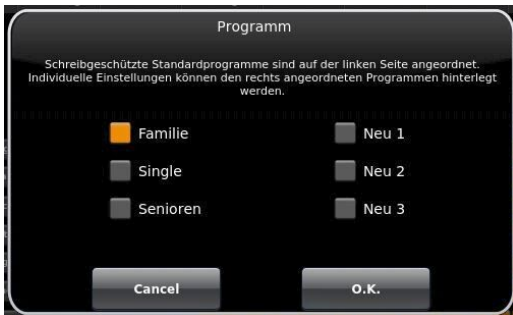 Programm
Schreibgeschützte Standardprogramme sind auf der linken Seite angeordnet.
Individuelle Einstellungen können den rechts angeordneten Programmen hinterlegt
werden.
Familie
Neu 1
Single
Neu 2
Senioren
Neu 3
Cancel
O.K.